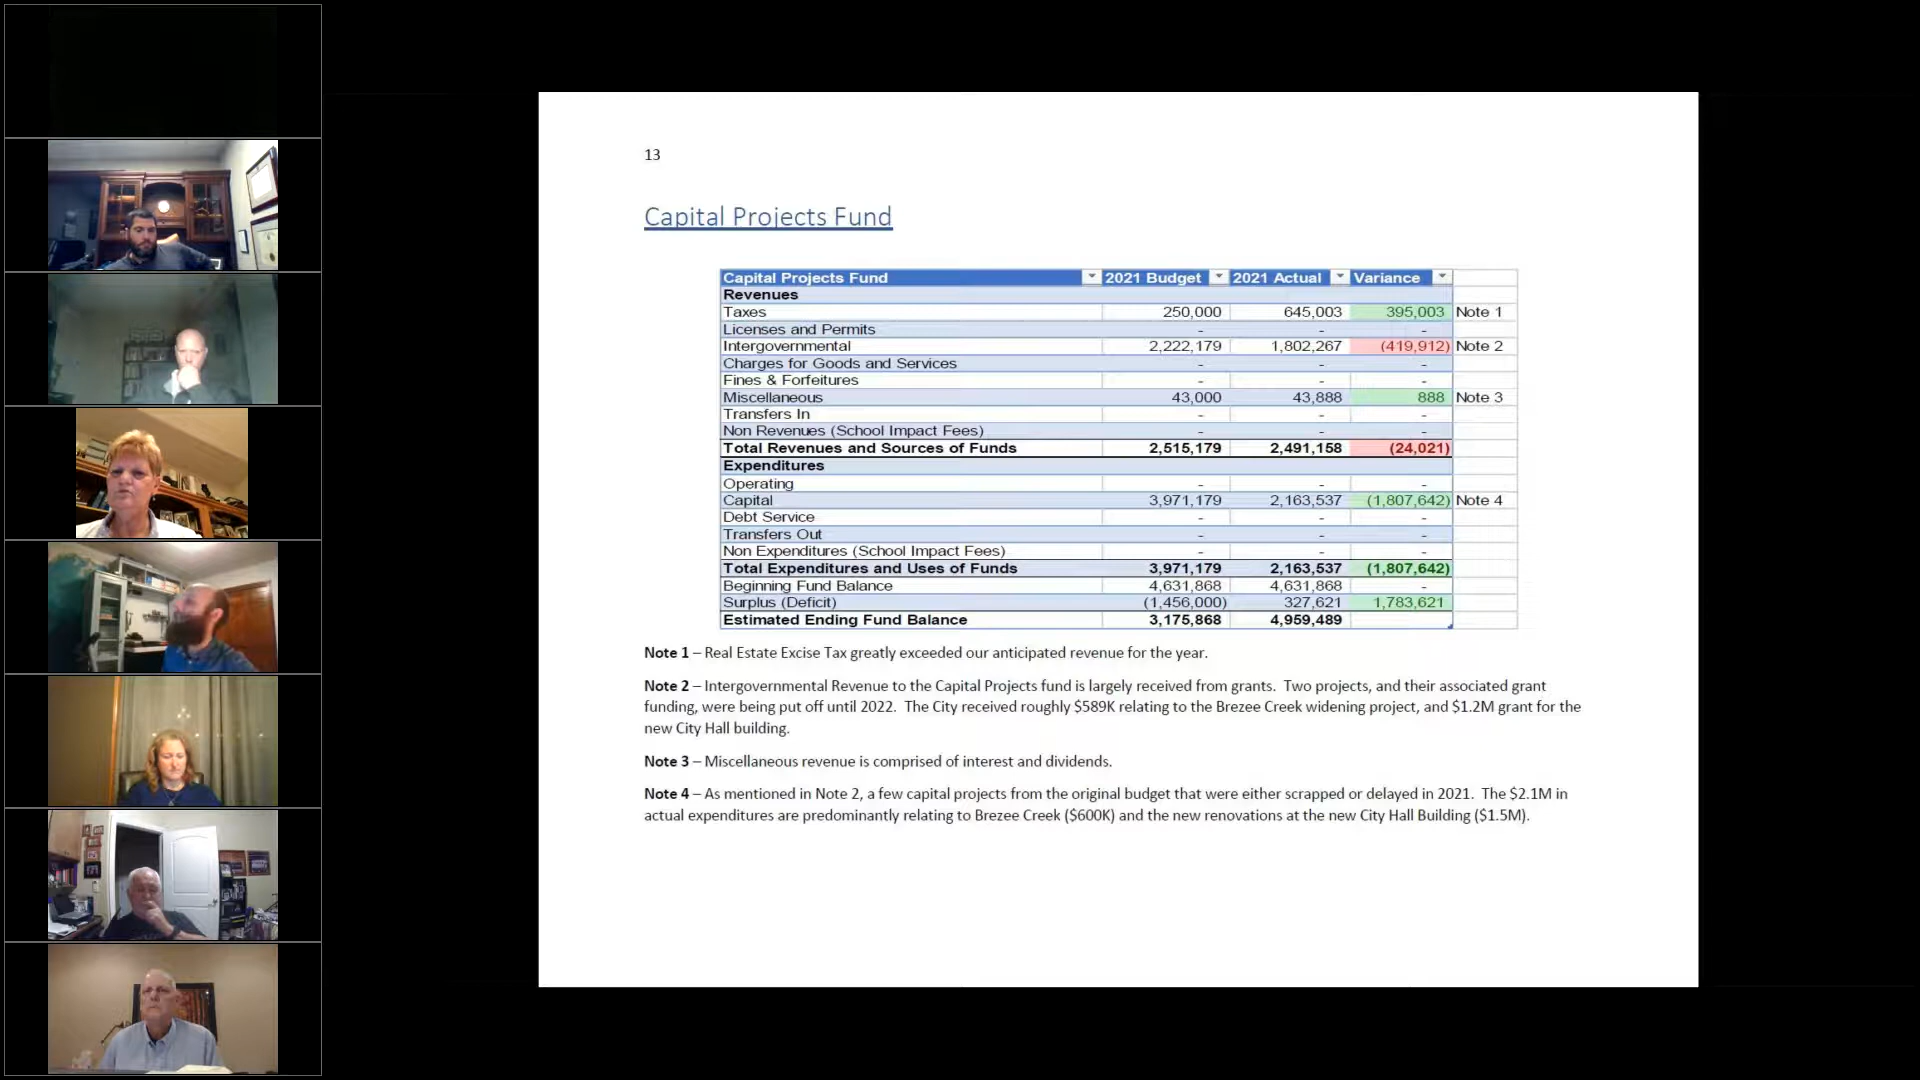 13
Capital Projects Fund
Capital Projects Fund 2021 Budget 2021 Actual Variance
Revenues
Taxes 250,000 645,003 395,003 Note 1
Licenses and Permits - - -
Intergovernmental 2,222,179 1,802,267 (419,912) Note 2
Charges for Goods and Services - - -
Fines & Forfeitures - - -
Miscellaneous 43,000 43,888 888 Note 3
Transfers In - - -
Non Revenues (School Impact Fees) - - -
Total Revenues and Sources of Funds 2,515,179 2,491,158 (24,021)
Expenditures
Operating - - -
Capital 3,971,179 2,163,537 (1,807,642) Note 4
Debt Service - - -
Transfers Out - - -
Non Expenditures (School Impact Fees) - - -
Total Expenditures and Uses of Funds 3,971,179 2,163,537 (1,807,642)
Beginning Fund Balance 4,631,868 4,631,868 -
Surplus (Deficit) (1,456,000) 327,621 1,783,621
Estimated Ending Fund Balance 3,175,868 4,959,489
Note 1 – Real Estate Excise Tax greatly exceeded our anticipated revenue for the year.
Note 2 – Intergovernmental Revenue to the Capital Projects fund is largely received from grants. Two projects, and their associated grant
funding, were being put off until 2022. The City received roughly $589K relating to the Brezee Creek widening project, and $1.2M grant for the
new City Hall building.
Note 3 – Miscellaneous revenue is comprised of interest and dividends.
Note 4 – As mentioned in Note 2, a few capital projects from the original budget that were either scrapped or delayed in 2021. The $2.1M in
actual expenditures are predominantly relating to Brezee Creek ($600K) and the new renovations at the new City Hall Building ($1.5M).